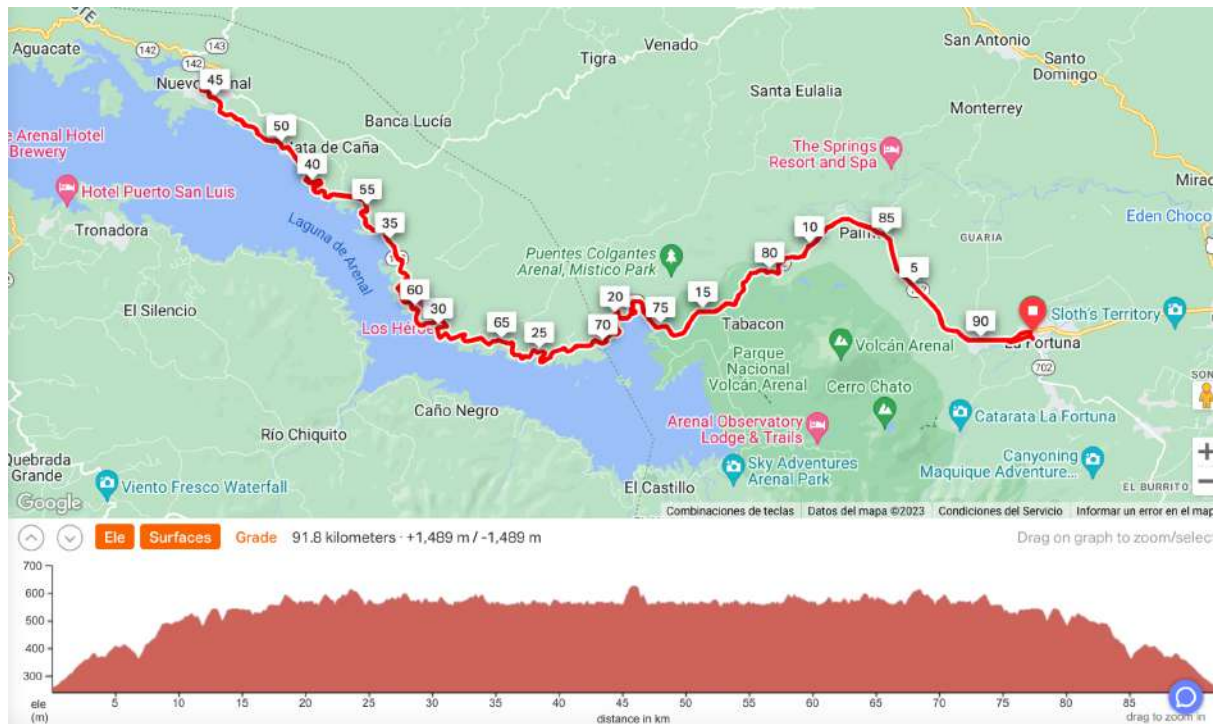 Aguacate
142
143
142
Nuevo Arenal
45
Tigra
Venado
San Antonio
Santo
Domingo
Santa Eulalia
Monterrey
Banca Lucía
50
ata de Caña
40
e Arenal Hotel
Brewery
Hotel Puerto San Luis
Tronadora
55
35
Laguna de Arenal
The Springs
Resort and Spa
Eden Choco
Puentes Colgantes
Arenal, Mistico Park
80
10
85
GUARIA
5
El Silencio
60
30
20
75
15
Tabacon
Los Héroe
65
25
70
90
Sloth's Territory
La Fortuna
702
Volcán Arenal
Parque
Nacional
Volcán Arenal
Cerro Chato
Caño Negro
Río Chiquito
Arenal Observatory
Lodge & Trails
Catarata La Fortuna
Quebrada
Grande
Viento Fresco Waterfall
El Castillo
Sky Adventures
Arenal Park
Canyoning
Maquique Adventure...
EL BURRITO
+
−
Google
Combinaciones de teclas Datos del mapa ©2023 Condiciones del Servicio Informar un error en el map
Ele Surfaces Grade 91.8 kilometers · +1,489 m / -1,489 m Drag on graph to zoom/select
700
600
500
400
300
ele
(m)
5 10 15 20 25 30 35 40 45 50 55 60 65 70 75 80 85
distance in km
drag to zoom in